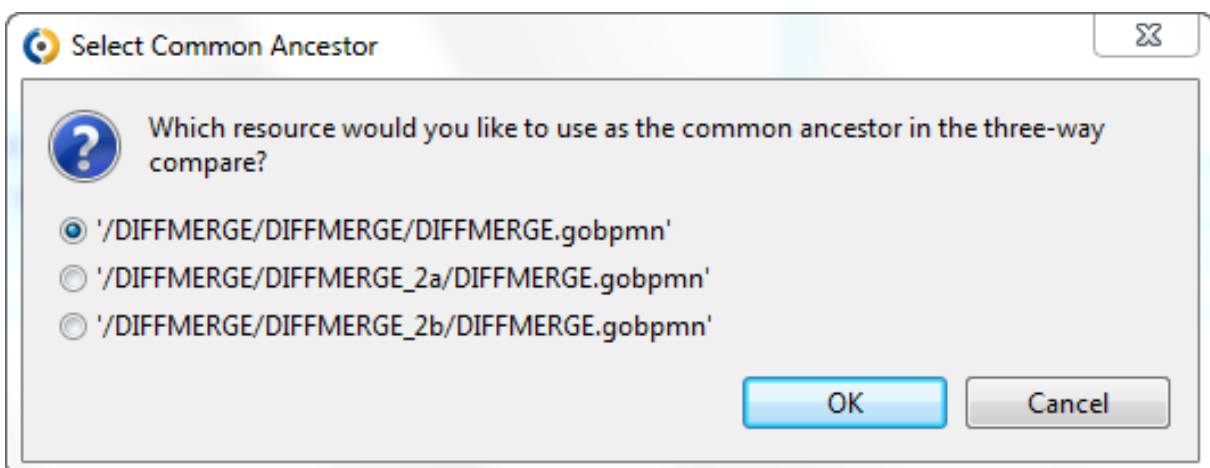 Select Common Ancestor
Which resource would you like to use as the common ancestor in the three-way
compare?
'/DIFFMERGE/DIFFMERGE/DIFFMERGE.gobpmn'
'/DIFFMERGE/DIFFMERGE_2a/DIFFMERGE.gobpmn'
'/DIFFMERGE/DIFFMERGE_2b/DIFFMERGE.gobpmn'
OK Cancel